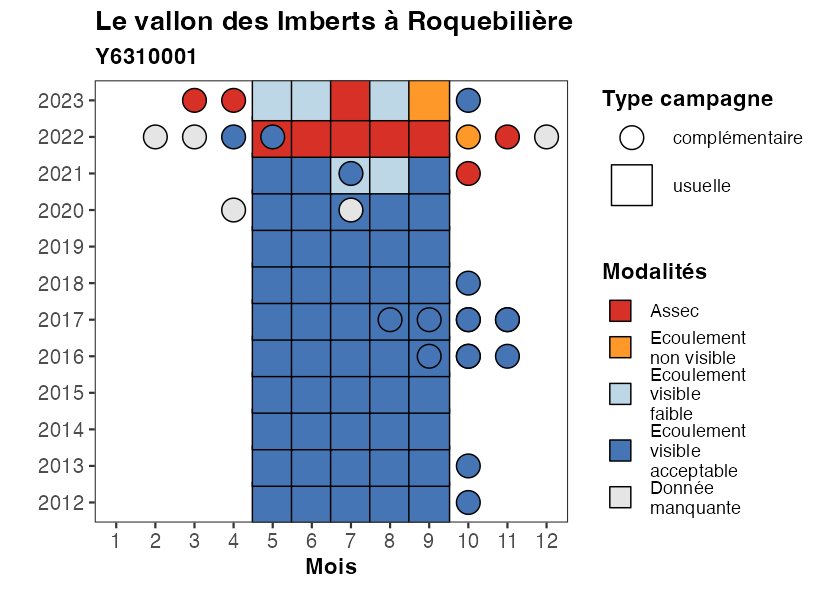 Le vallon des Imberts à Roquebilière
Y6310001
2023
2022
2021
2020
2019
2018
2017
2016
2015
2014
2013
2012
1 2 3 4 5 6 7 8 9 10 11 12
Mois
Type campagne
complémentaire
usuelle
Modalités
Assec
Ecoulement
non visible
Ecoulement
visible
faible
Ecoulement
visible
acceptable
Donnée
manquante